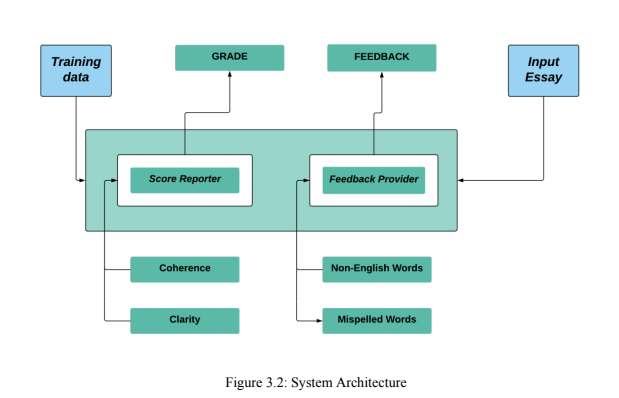 Training
data
GRADE
FEEDBACK
Input
Essay
Score Reporter
Feedback Provider
Coherence
Non-English Words
Clarity
Mispelled Words
Figure 3.2: System Architecture